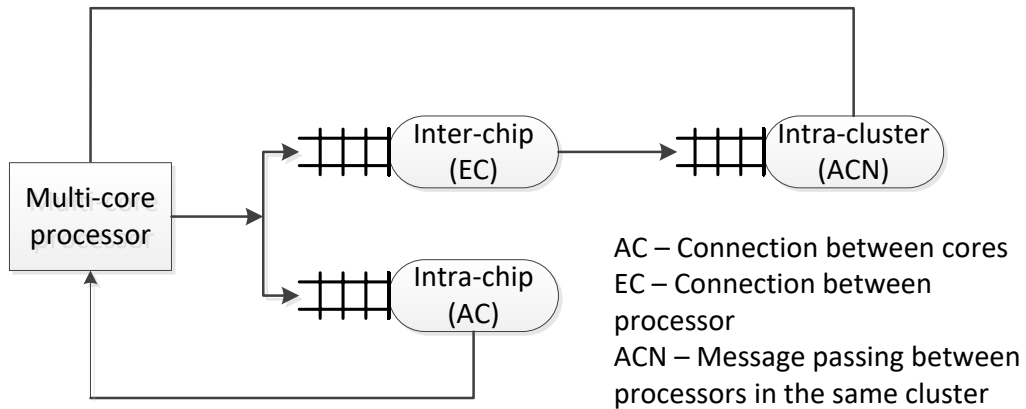 Inter-chip
(EC)
Intra-cluster
(ACN)
Multi-core
processor
Intra-chip
(AC)
AC – Connection between cores
EC – Connection between
processor
ACN – Message passing between
processors in the same cluster